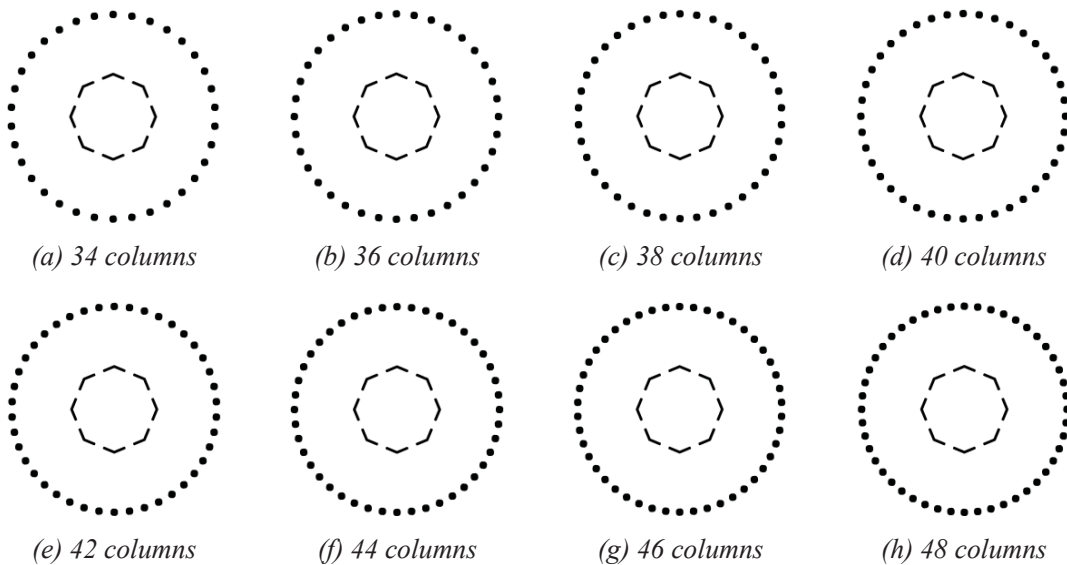 (a) 34 columns
(b) 36 columns
(c) 38 columns
(d) 40 columns
(e) 42 columns
(f) 44 columns
(g) 46 columns
(h) 48 columns